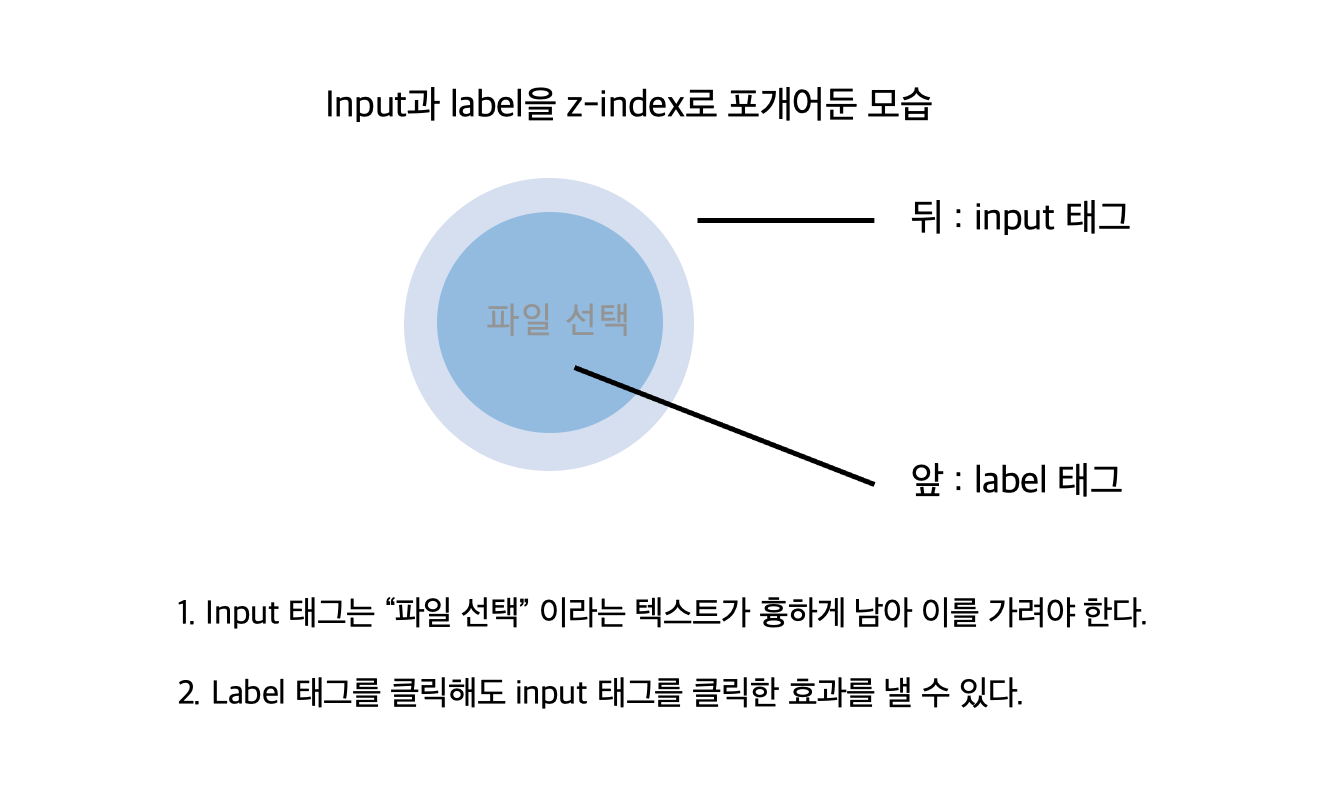 Input과 label을 z-index로 포개어둔 모습
뒤 : input 태그
파일 선택
앞 : label 태그
1. Input 태그는 “파일 선택” 이라는 텍스트가 흉하게 남아 이를 가려야 한다.
2. Label 태그를 클릭해도 input 태그를 클릭한 효과를 낼 수 있다.